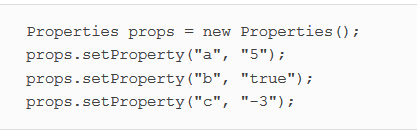 Properties props = new Properties();
props.setProperty("a", "5");
props.setProperty("b", "true");
props.setProperty("c", "-3");